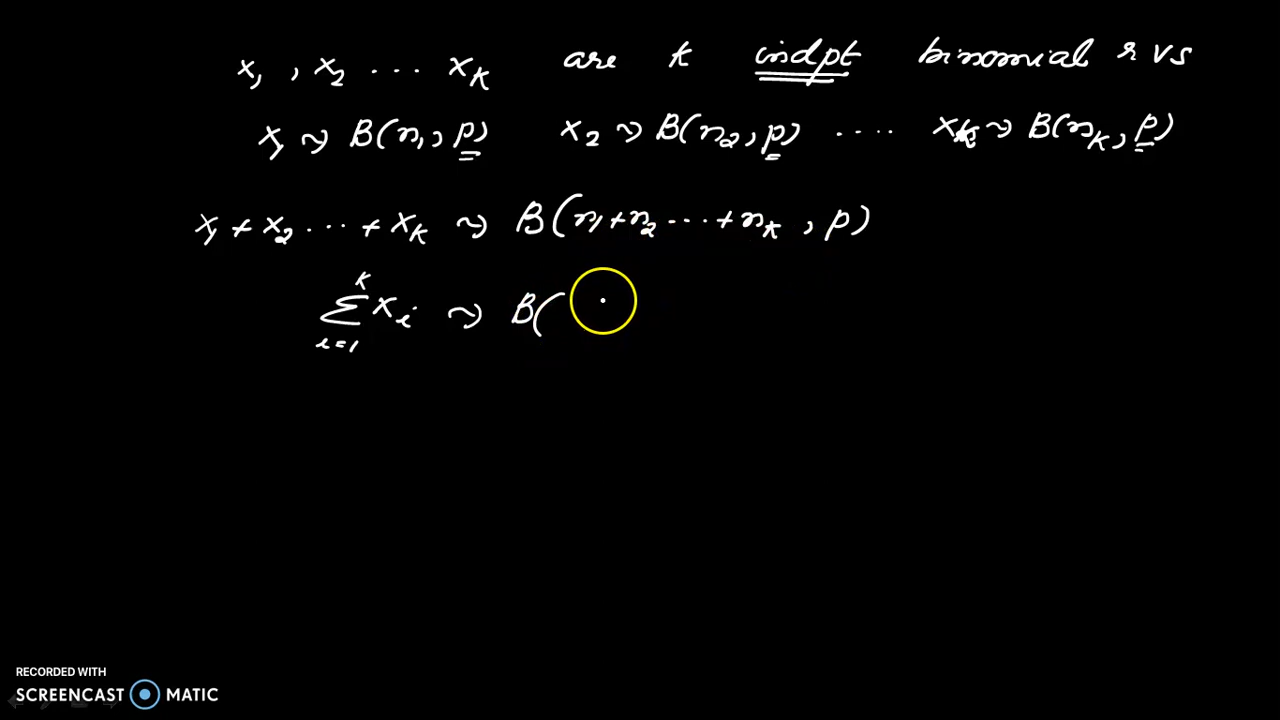 x₁, x₂ ... xₖ are k indpt binomial r vs
x₁ ~ B(n₁, p) x₂ ~ B(n₂, p) .... xₖ ~ B(nₖ, p)
x₁ + x₂ ... + xₖ ~ B(n₁+n₂ ... + nₖ, p)
k
Σ xᵢ ~ B(
i=1
RECORDED WITH
SCREENCAST MATIC